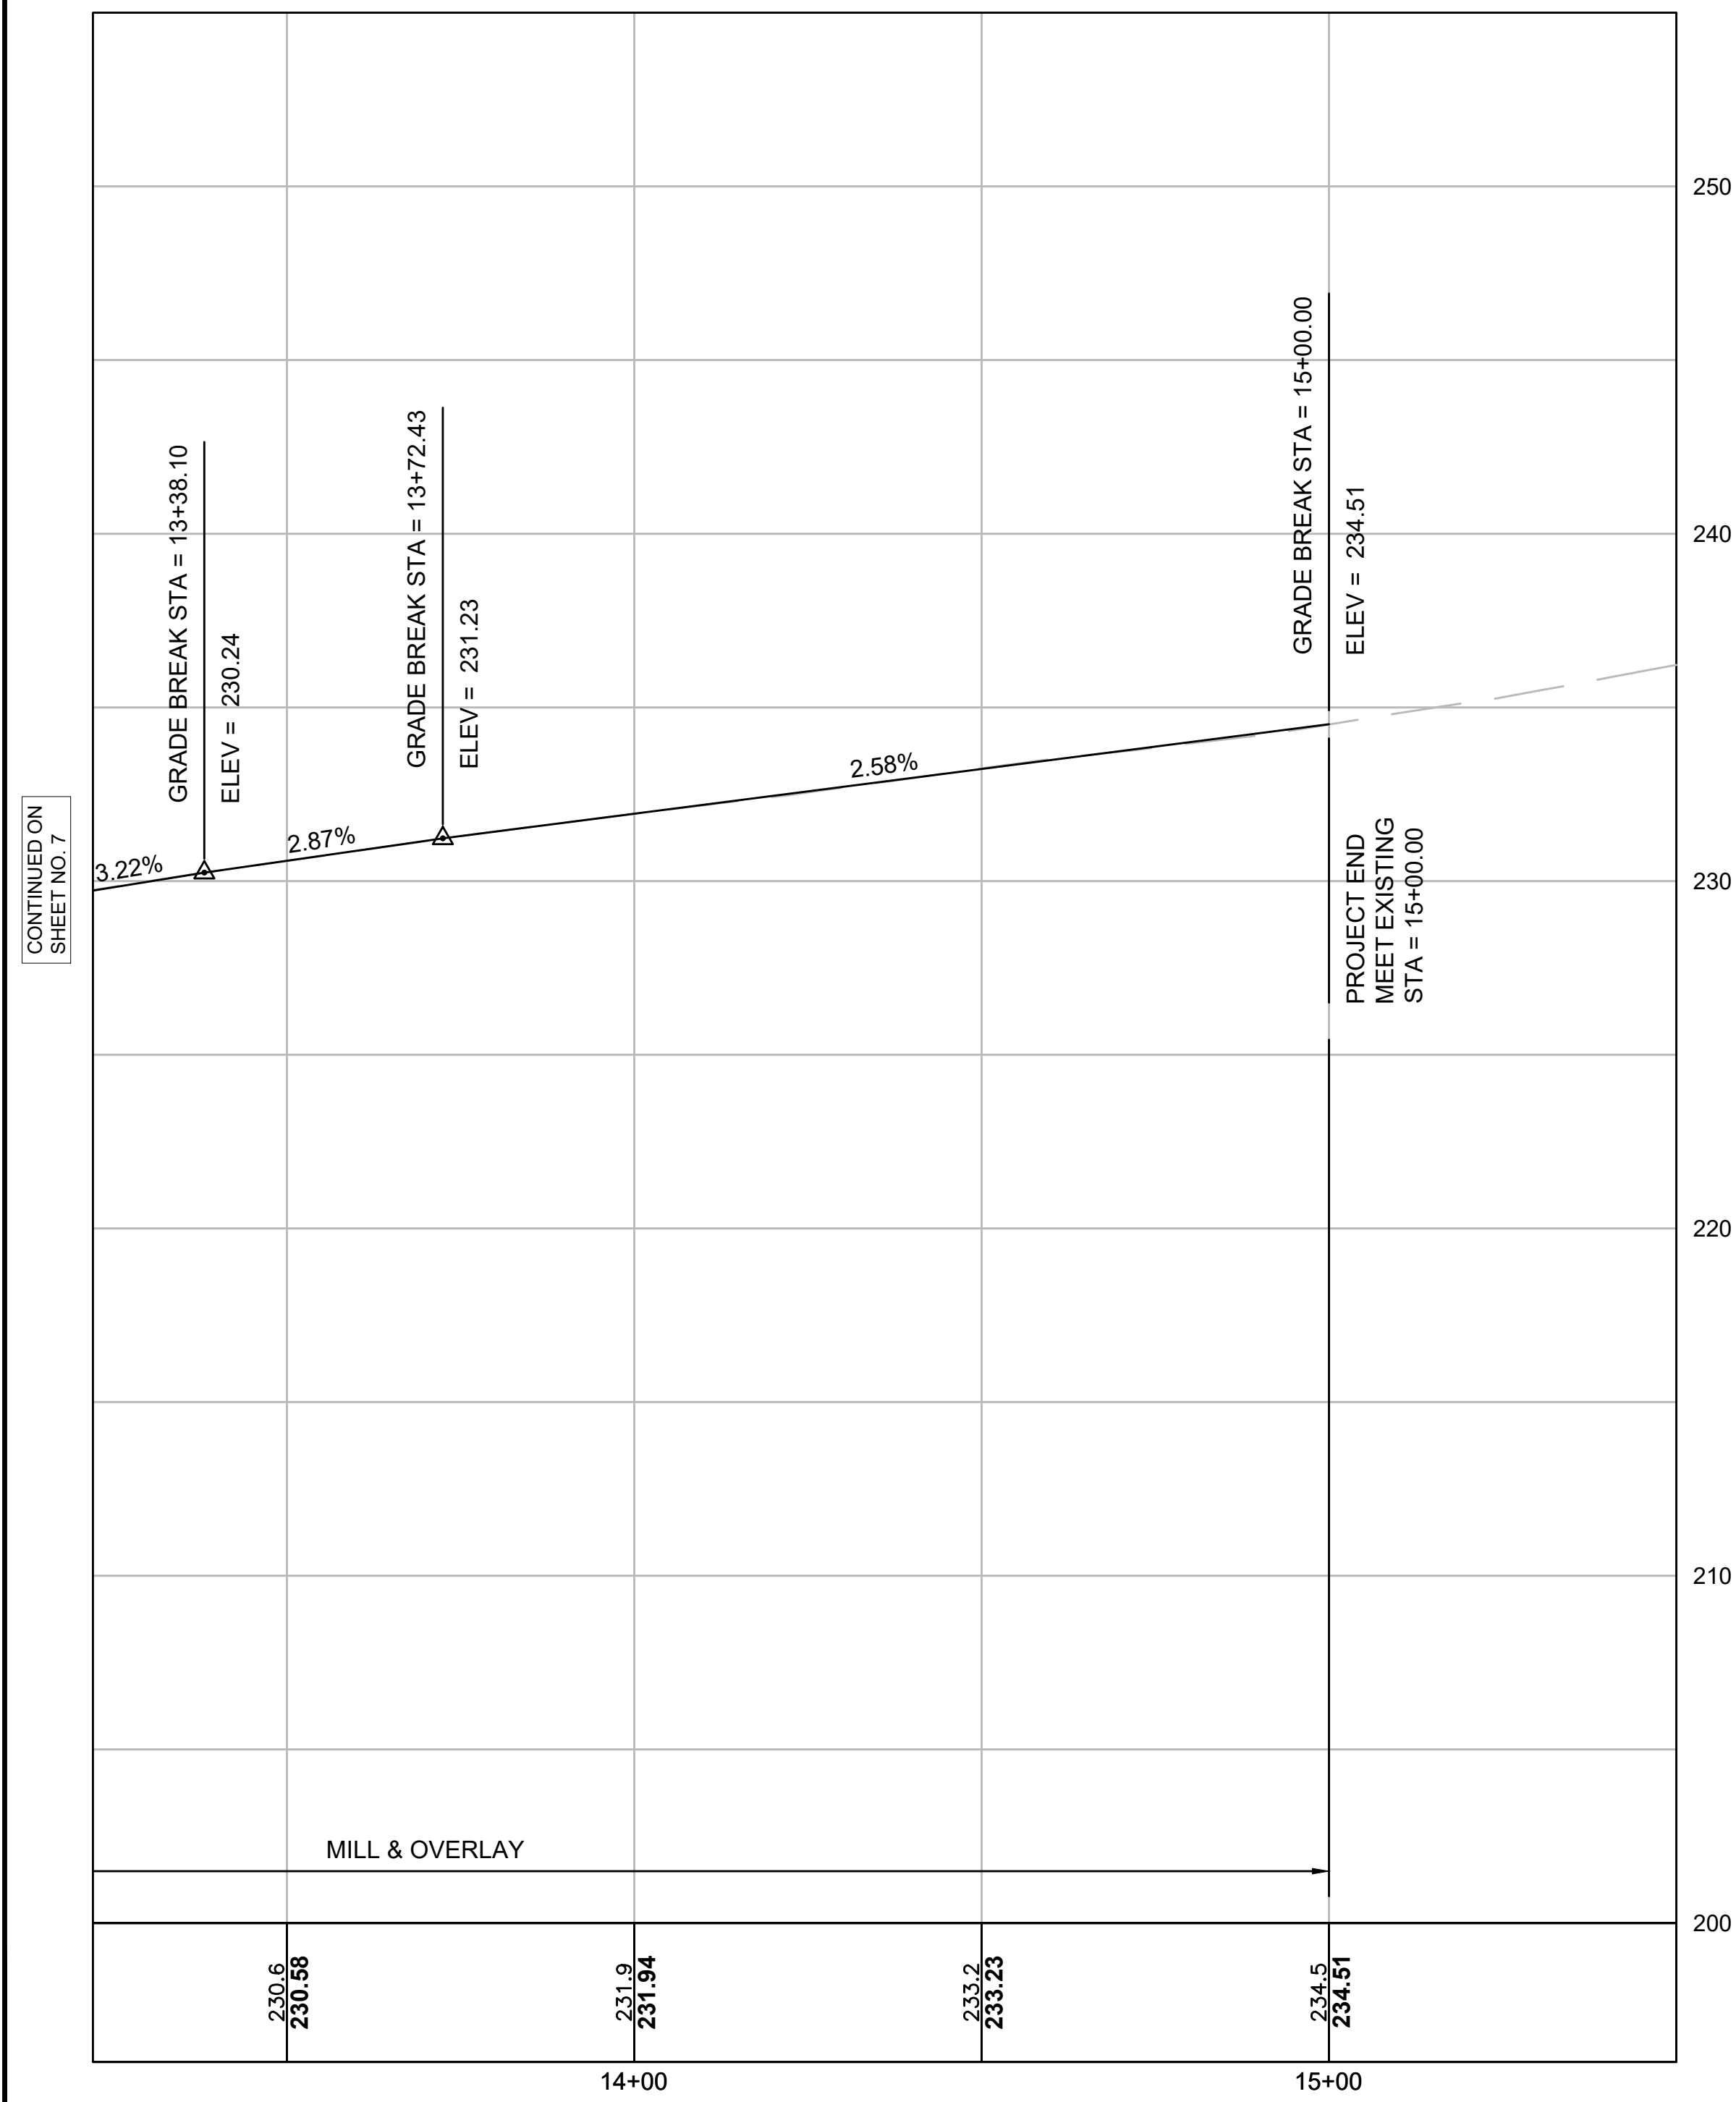 CONTINUED ON
SHEET NO. 7
GRADE BREAK STA = 13+38.10
ELEV = 230.24
GRADE BREAK STA = 13+72.43
ELEV = 231.23
GRADE BREAK STA = 15+00.00
ELEV = 234.51
3.22%
2.87%
2.58%
PROJECT END
MEET EXISTING
STA = 15+00.00
250
240
230
220
210
200
MILL & OVERLAY
230.6
230.58
231.9
231.94
233.2
233.23
234.5
234.51
14+00
15+00